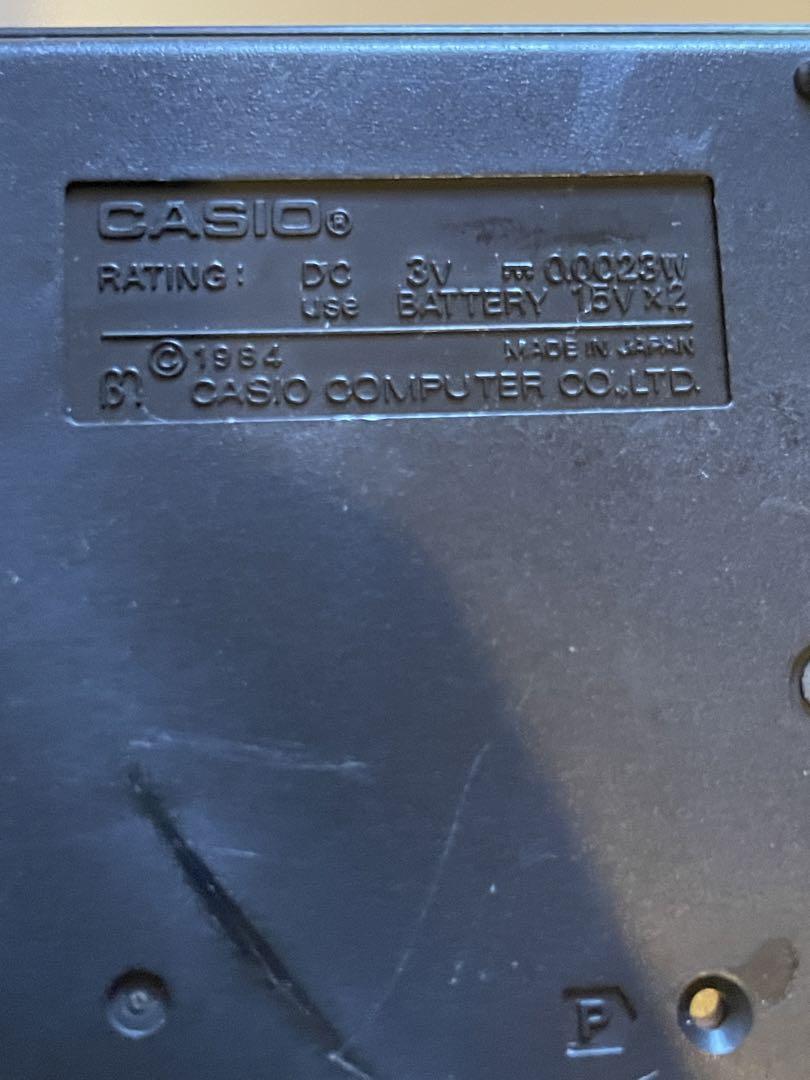 CASIO®
RATING: DC 3V ⎓ 0.0023W
use BATTERY 1.5V×2
©1984 MADE IN JAPAN
CASIO COMPUTER CO.,LTD.
P